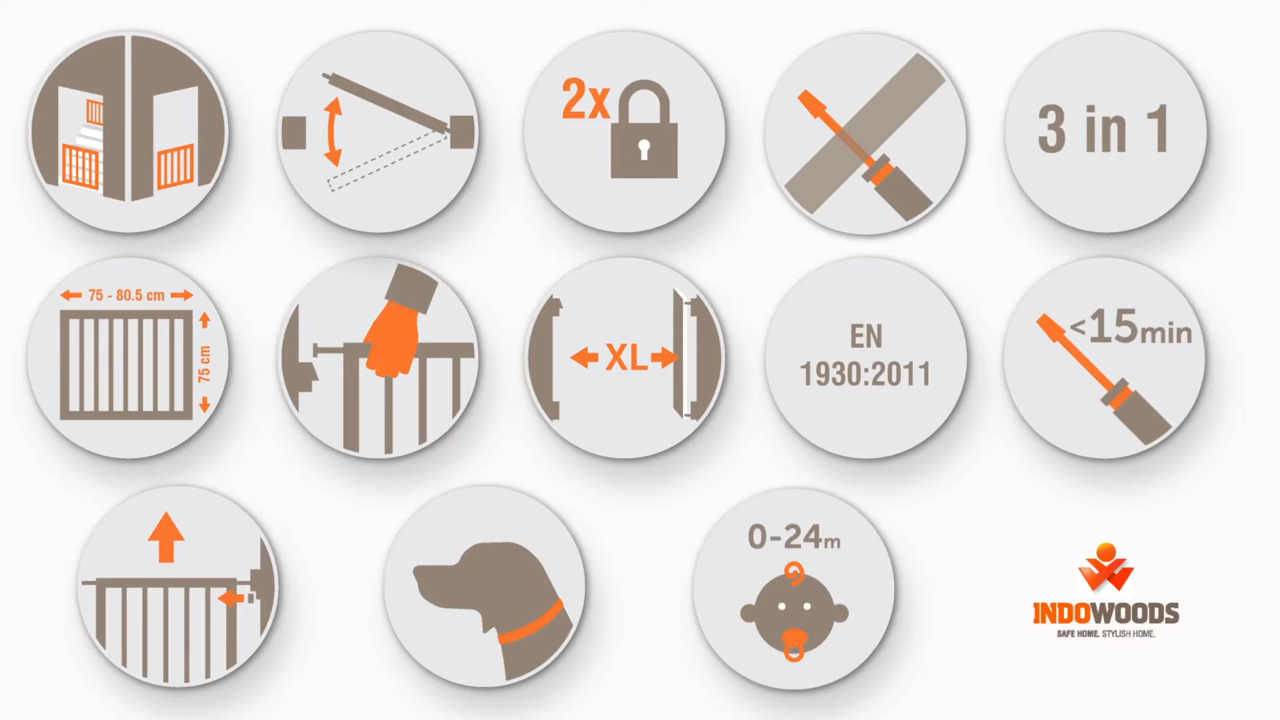 2x
3 in 1
75 - 80.5 cm
75 cm
XL
EN
1930:2011
<15min
0-24m
INDOWOODS
SAFE HOME. STYLISH HOME.